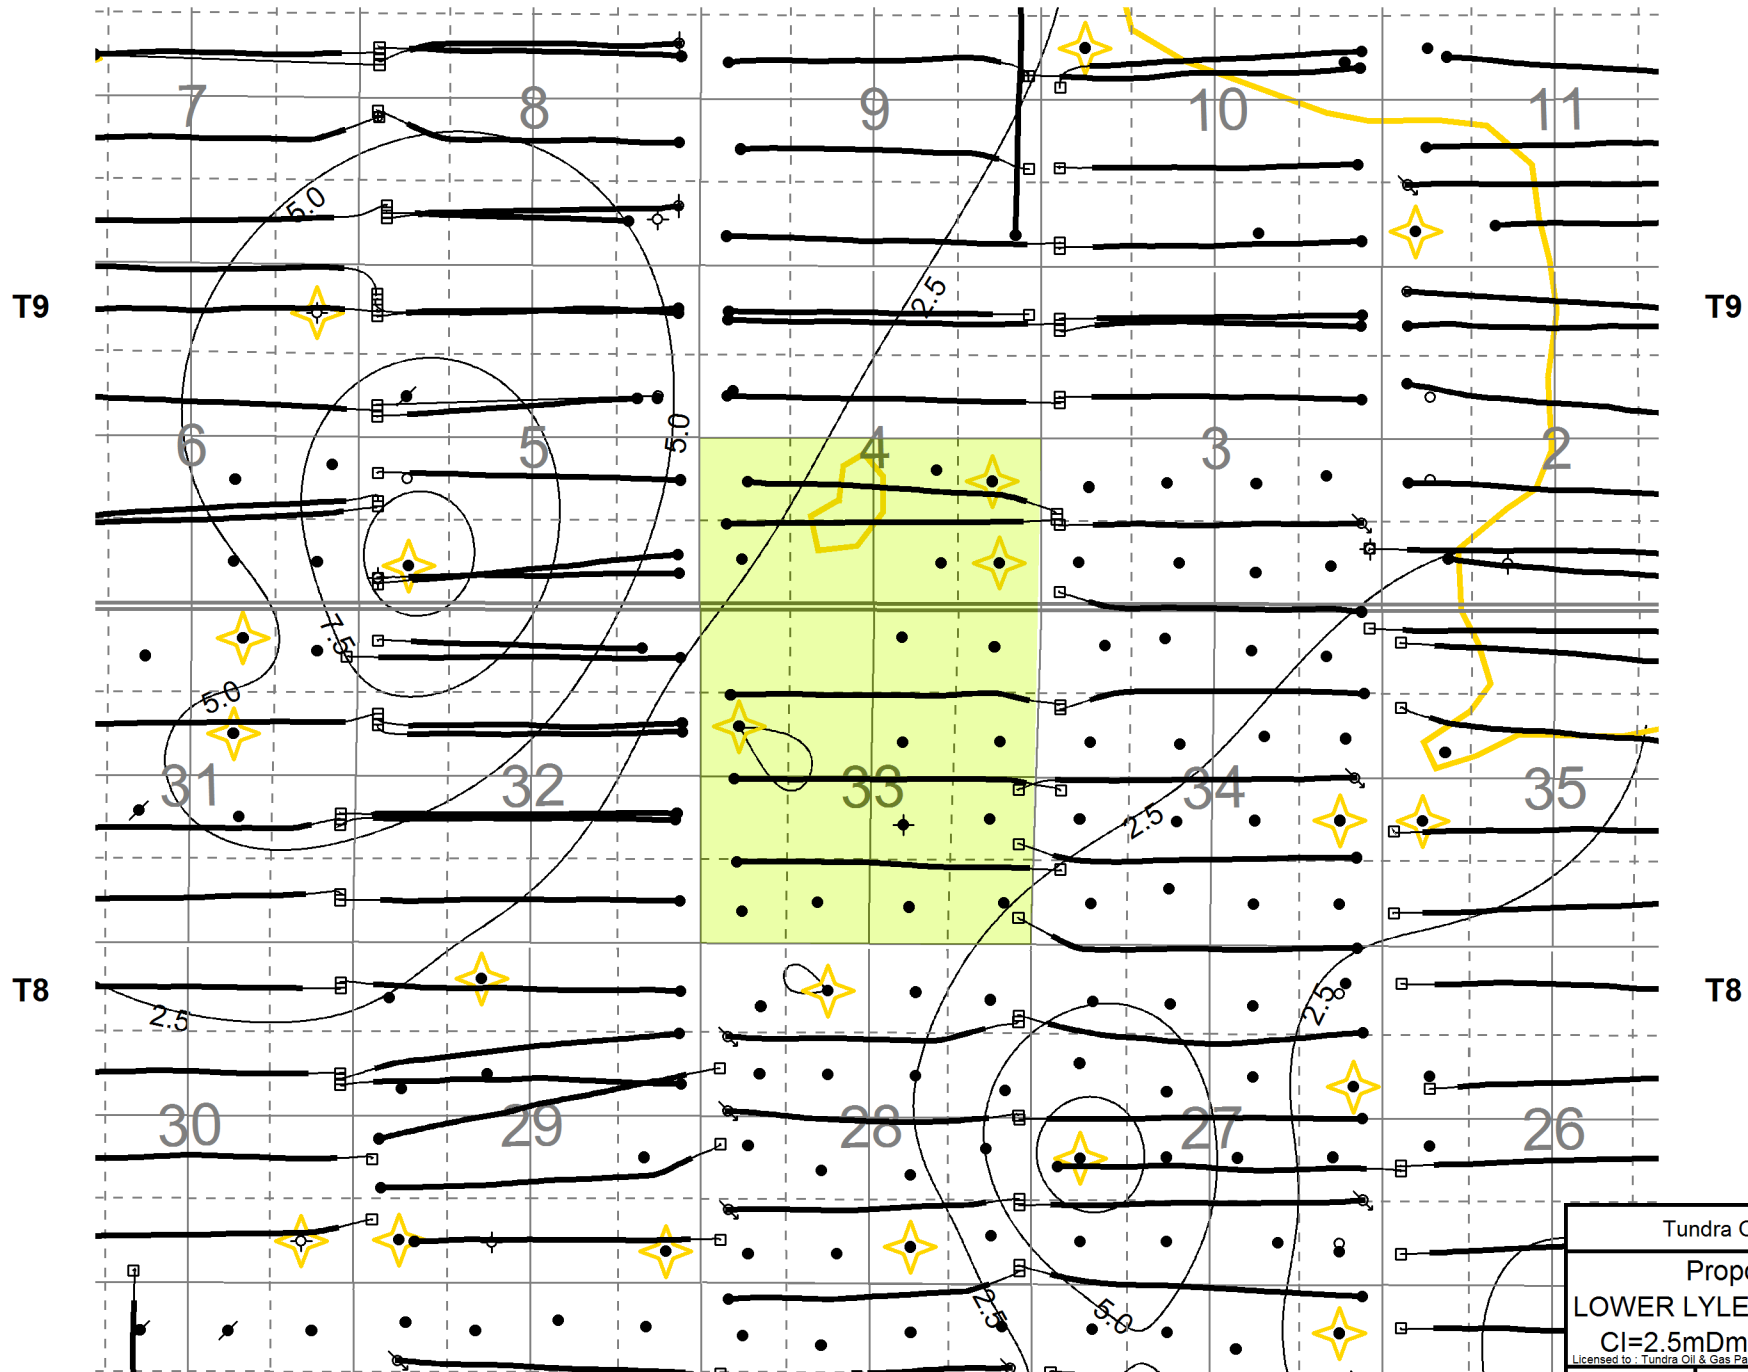 7 8 9 10 11
5.0
T9 2.5 T9
5.0
6 5 4 3 2
7.5
5.0
31 32 33 34 35
2.5
T8 2.5 2.5 T8
30 29 28 27 26
2.5 5.0
Tundra O
Propo
LOWER LYLE
CI=2.5mDm
Licensed to : Tundra Oil & Gas Pa